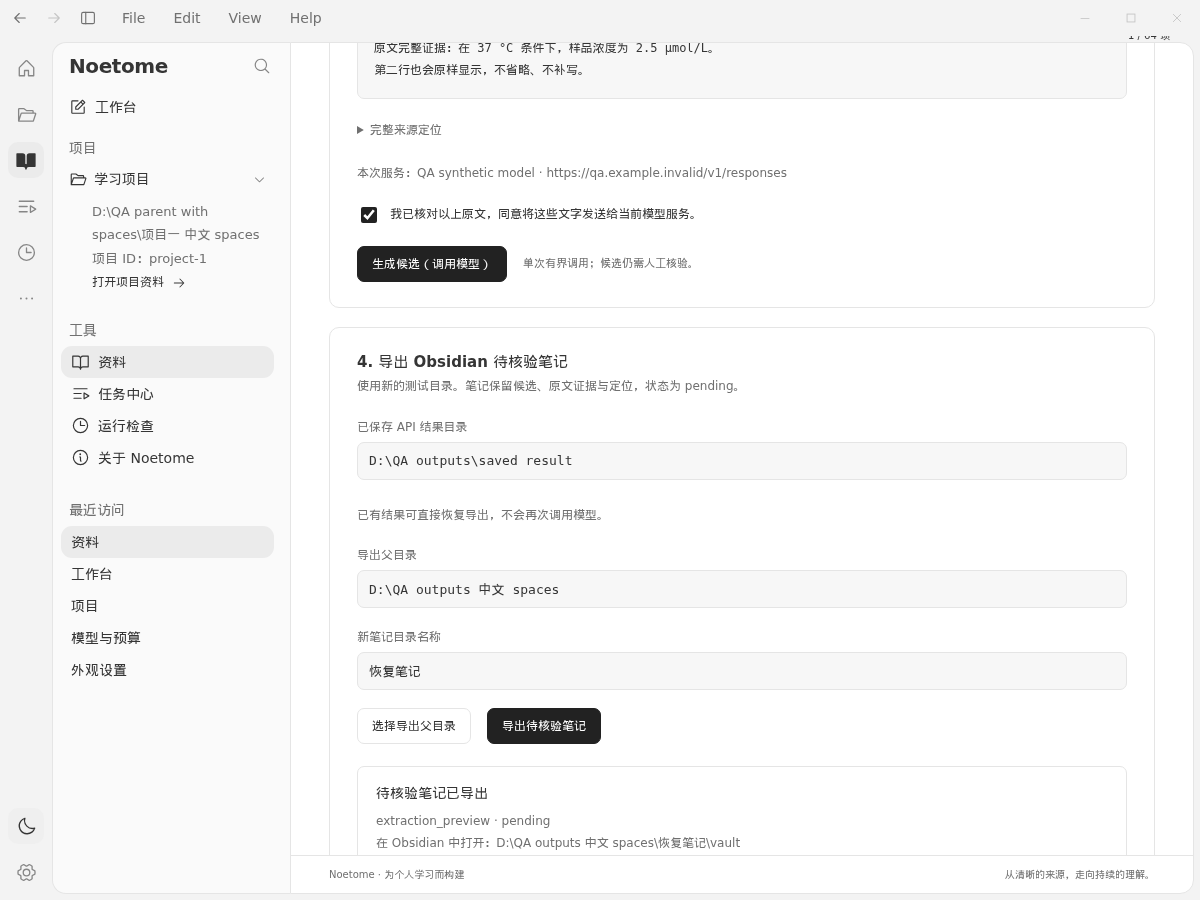 File Edit View Help
Noetome
工作台
项目
学习项目
D:\QA parent with
spaces\项目一 中文 spaces
项目 ID：project-1
打开项目资料 →
工具
资料
任务中心
运行检查
关于 Noetome
最近访问
资料
工作台
项目
模型与预算
外观设置
原文完整证据：在 37 °C 条件下，样品浓度为 2.5 μmol/L。
第二行也会原样显示，不省略、不补写。
▶ 完整来源定位
本次服务：QA synthetic model · https://qa.example.invalid/v1/responses
我已核对以上原文，同意将这些文字发送给当前模型服务。
生成候选（调用模型） 单次有界调用；候选仍需人工核验。
4. 导出 Obsidian 待核验笔记
使用新的测试目录。笔记保留候选、原文证据与定位，状态为 pending。
已保存 API 结果目录
D:\QA outputs\saved result
已有结果可直接恢复导出，不会再次调用模型。
导出父目录
D:\QA outputs 中文 spaces
新笔记目录名称
恢复笔记
选择导出父目录 导出待核验笔记
待核验笔记已导出
extraction_preview · pending
在 Obsidian 中打开：D:\QA outputs 中文 spaces\恢复笔记\vault
Noetome · 为个人学习而构建 从清晰的来源，走向持续的理解。